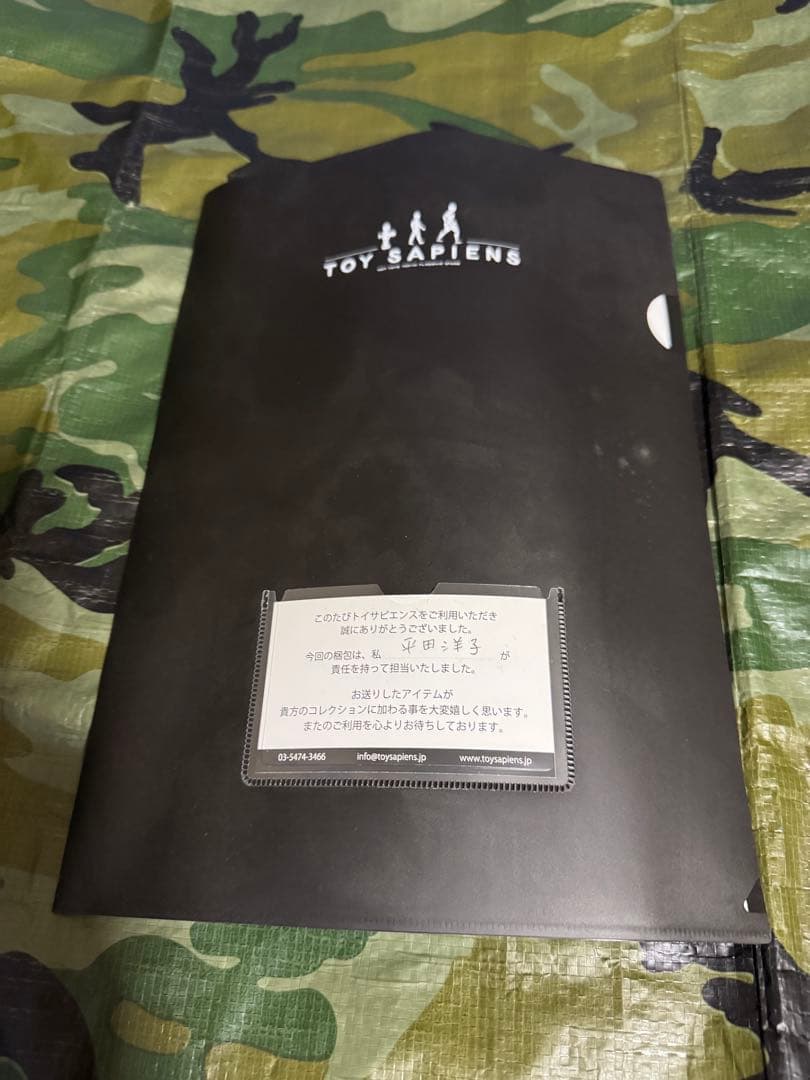 TOY SAPIENS
このたびトイサピエンスをご利用いただき
誠にありがとうございました。
今回の梱包は、私 平田洋子 が
責任を持って担当いたしました。
お送りしたアイテムが
貴方のコレクションに加わる事を大変嬉しく思います。
またのご利用を心よりお待ちしております。
03-5474-3466 info@toysapiens.jp www.toysapiens.jp